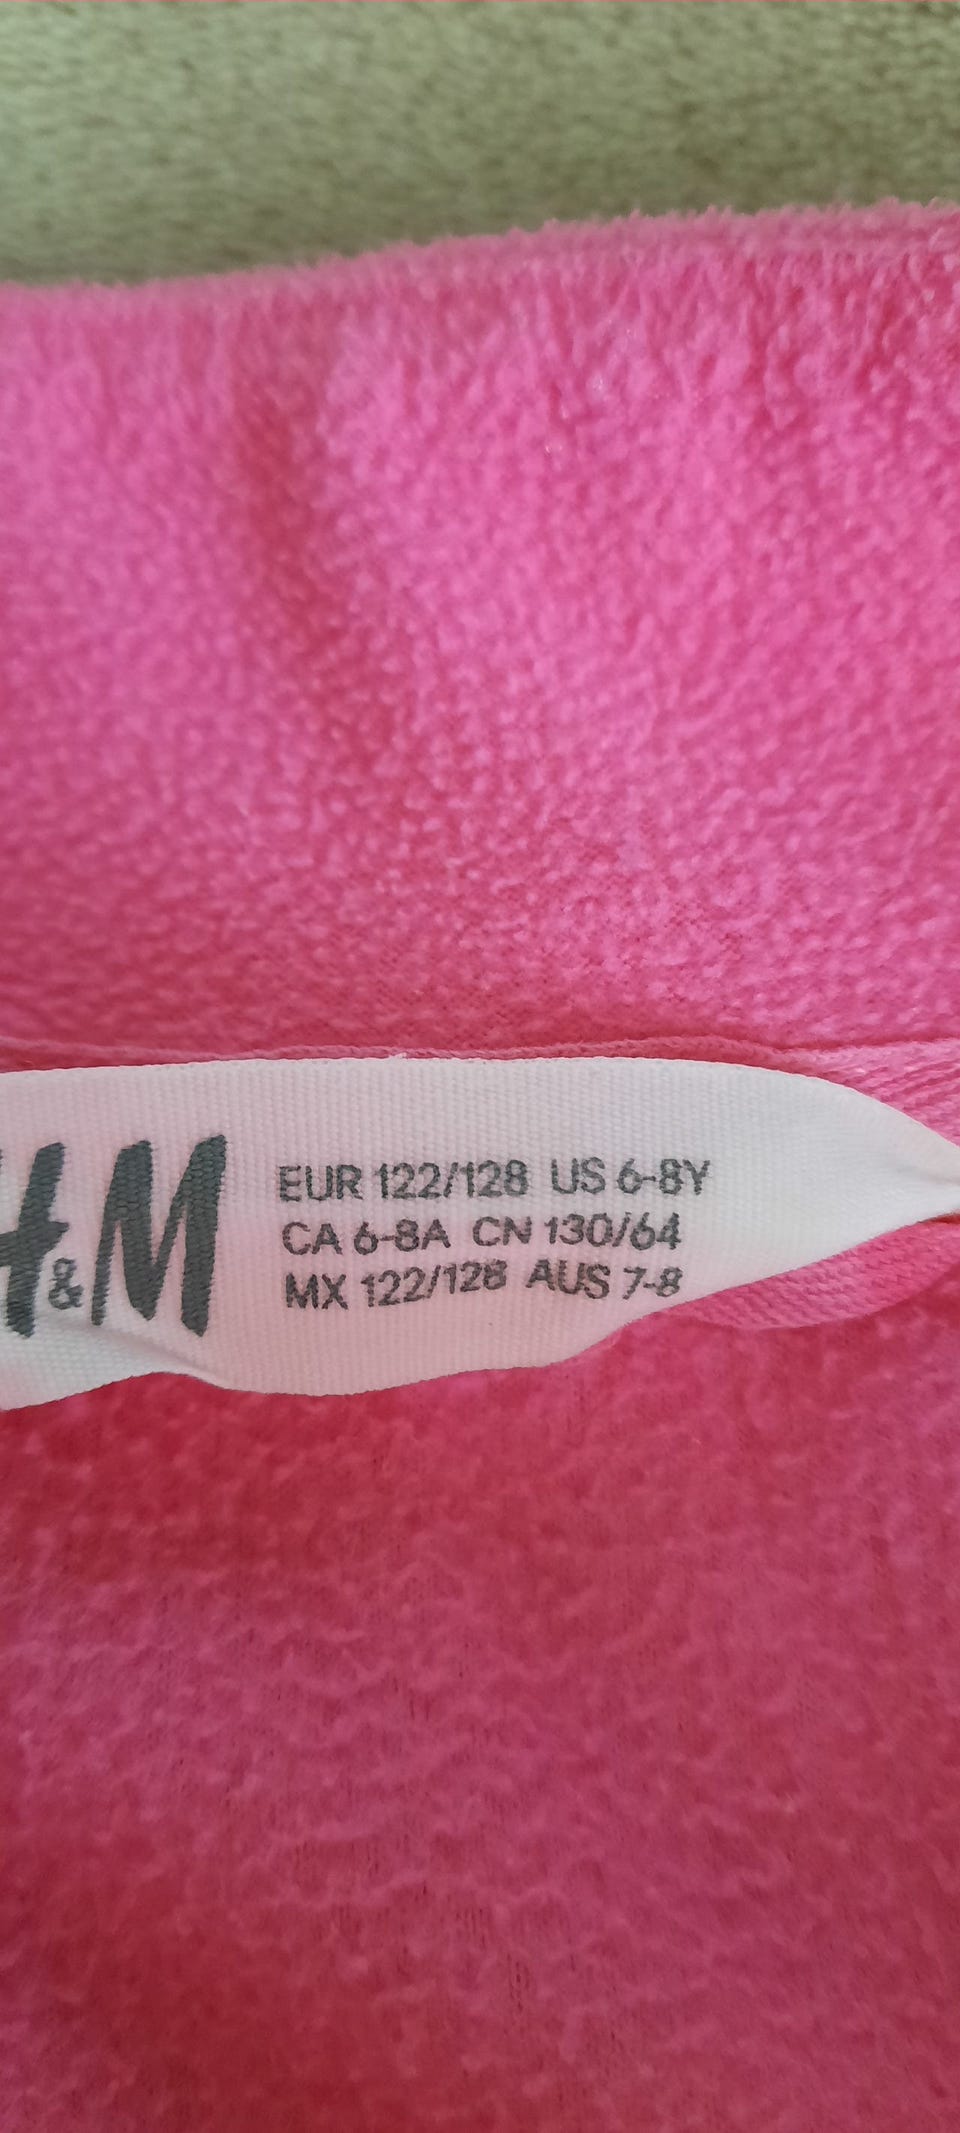 H&M
EUR 122/128 US 6-8Y
CA 6-8A CN 130/64
MX 122/128 AUS 7-8